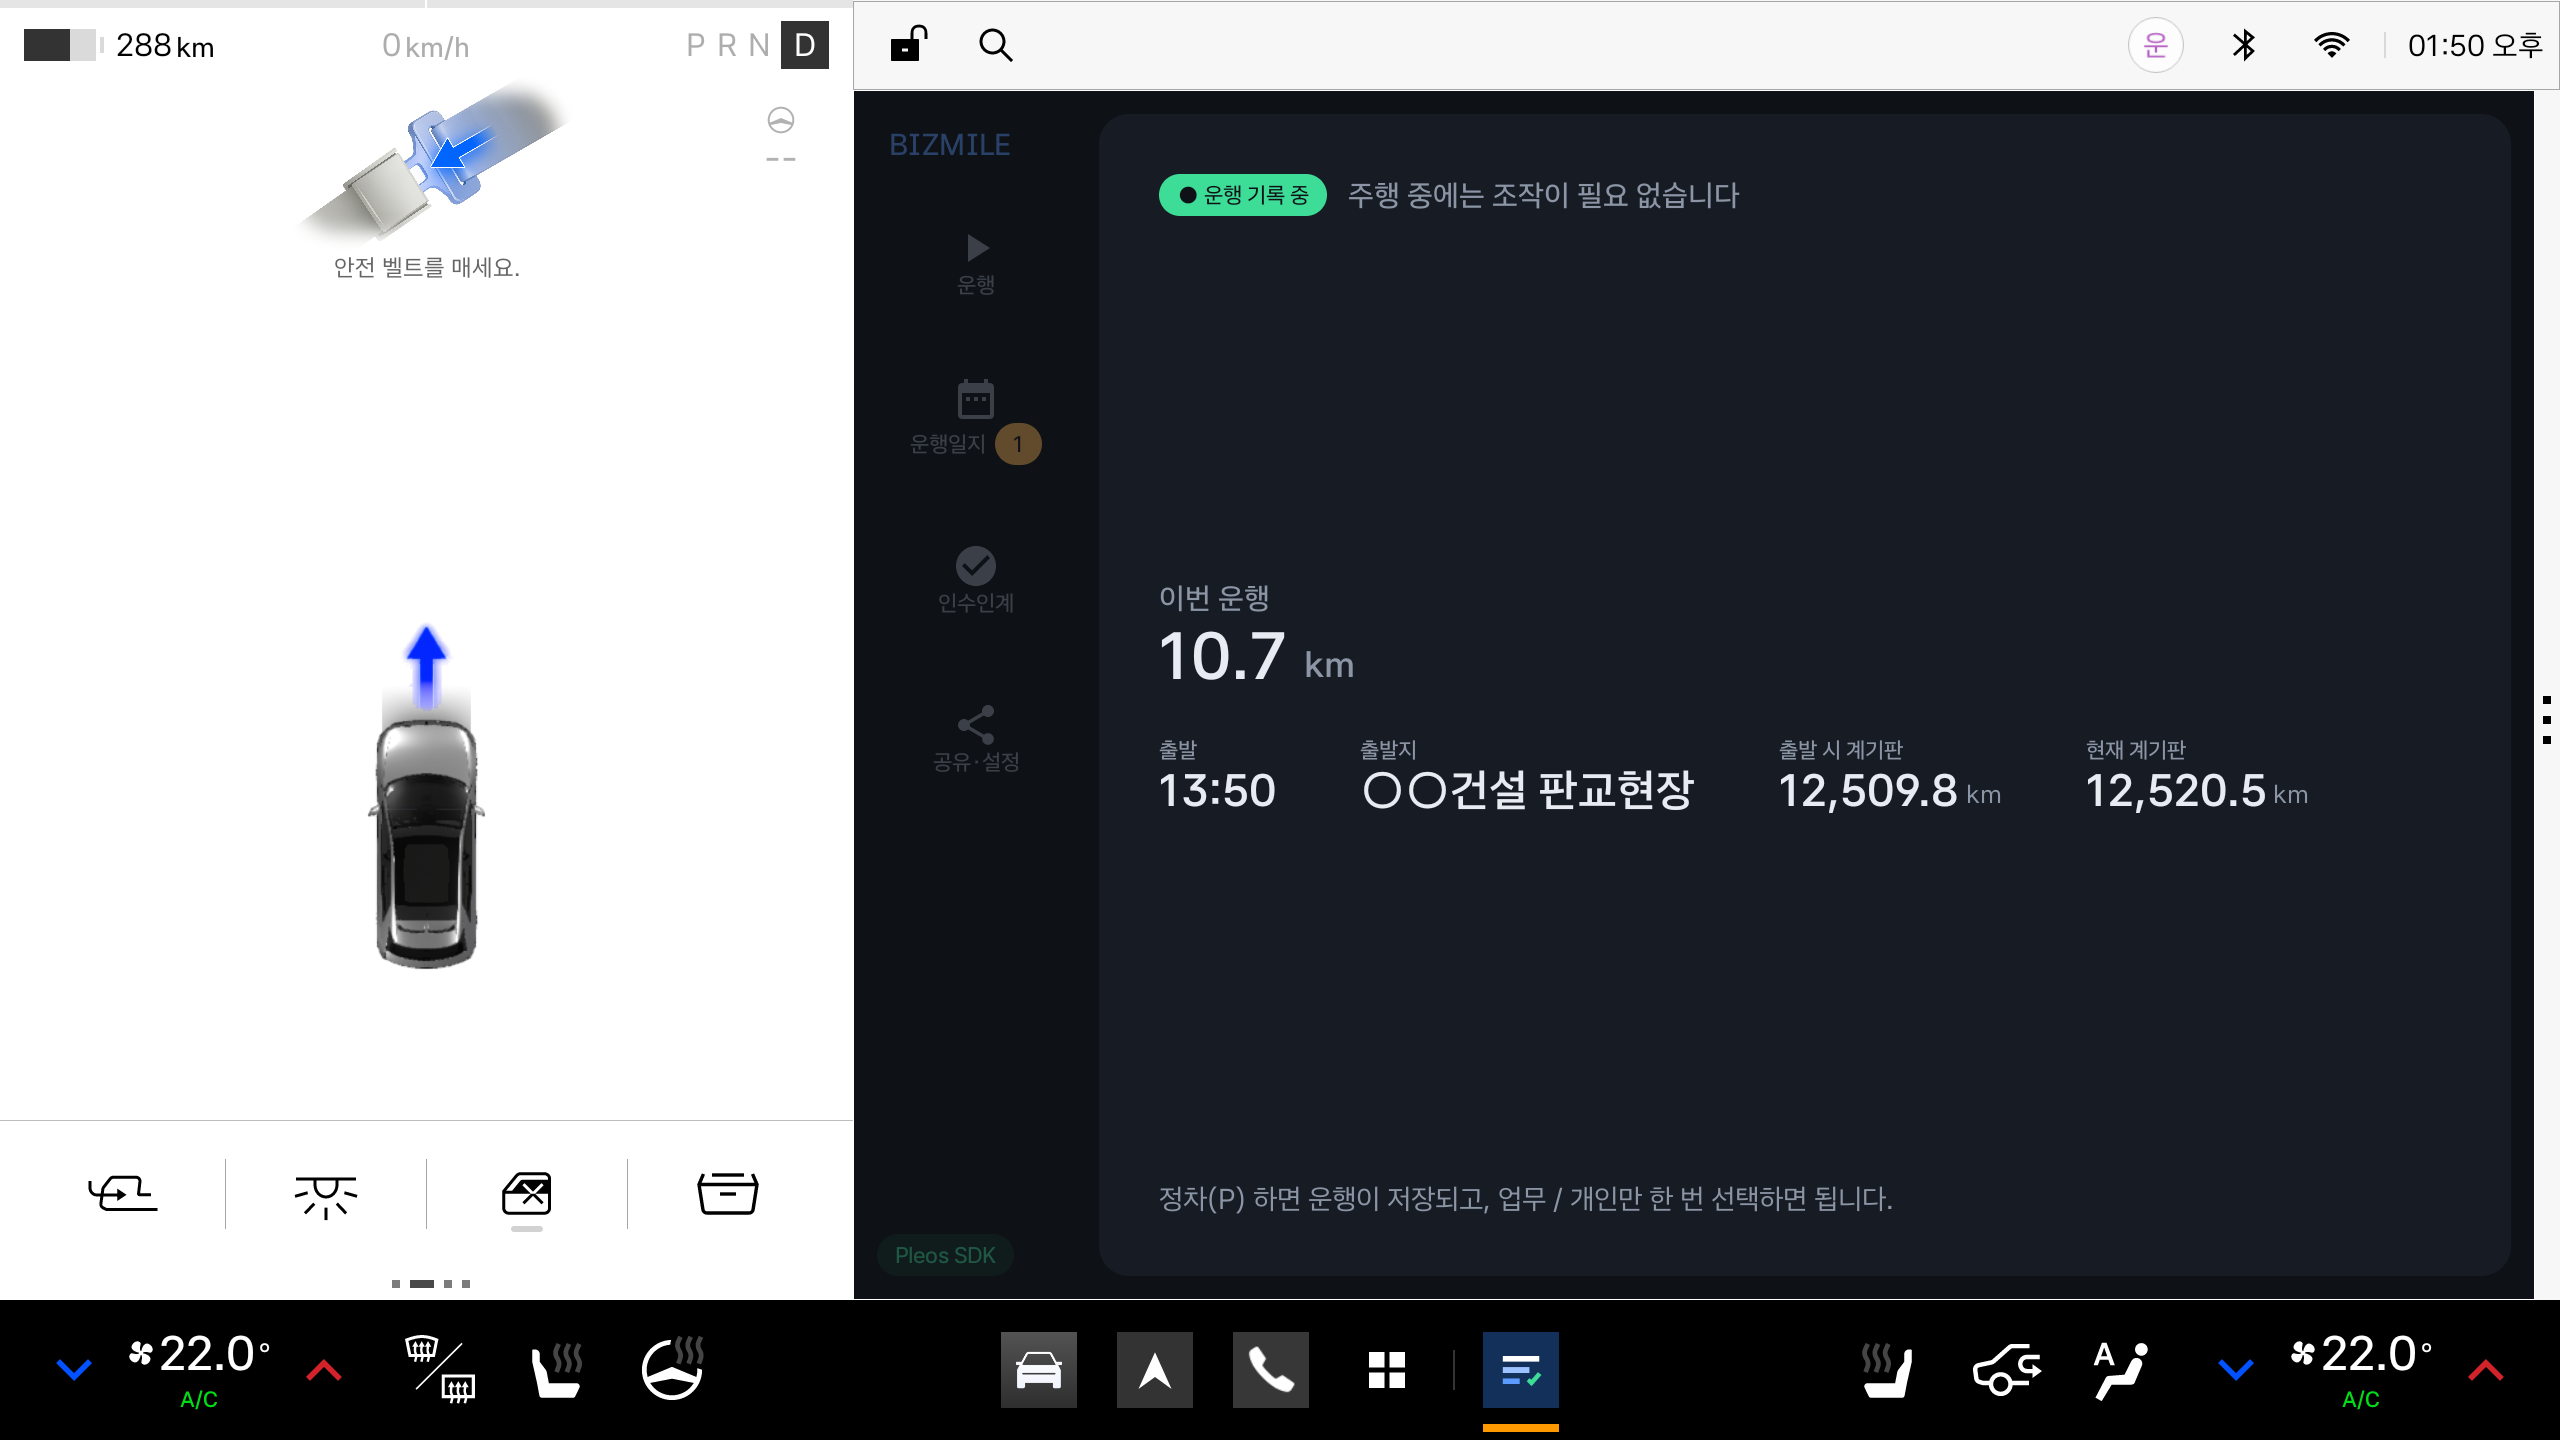 288 km
0 km/h
P R N D
안전 벨트를 매세요.
운
01:50 오후
BIZMILE
운행
운행일지 1
인수인계
공유·설정
Pleos SDK
운행 기록 중
주행 중에는 조작이 필요 없습니다
이번 운행
10.7 km
출발
13:50
출발지
○○건설 판교현장
출발 시 계기판
12,509.8 km
현재 계기판
12,520.5 km
정차(P) 하면 운행이 저장되고, 업무 / 개인만 한 번 선택하면 됩니다.
22.0°
A/C
A
22.0°
A/C